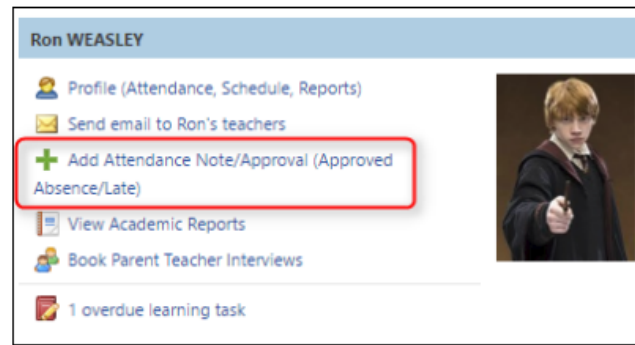 Ron WEASLEY
Profile (Attendance, Schedule, Reports)
Send email to Ron's teachers
Add Attendance Note/Approval (Approved
Absence/Late)
View Academic Reports
Book Parent Teacher Interviews
1 overdue learning task